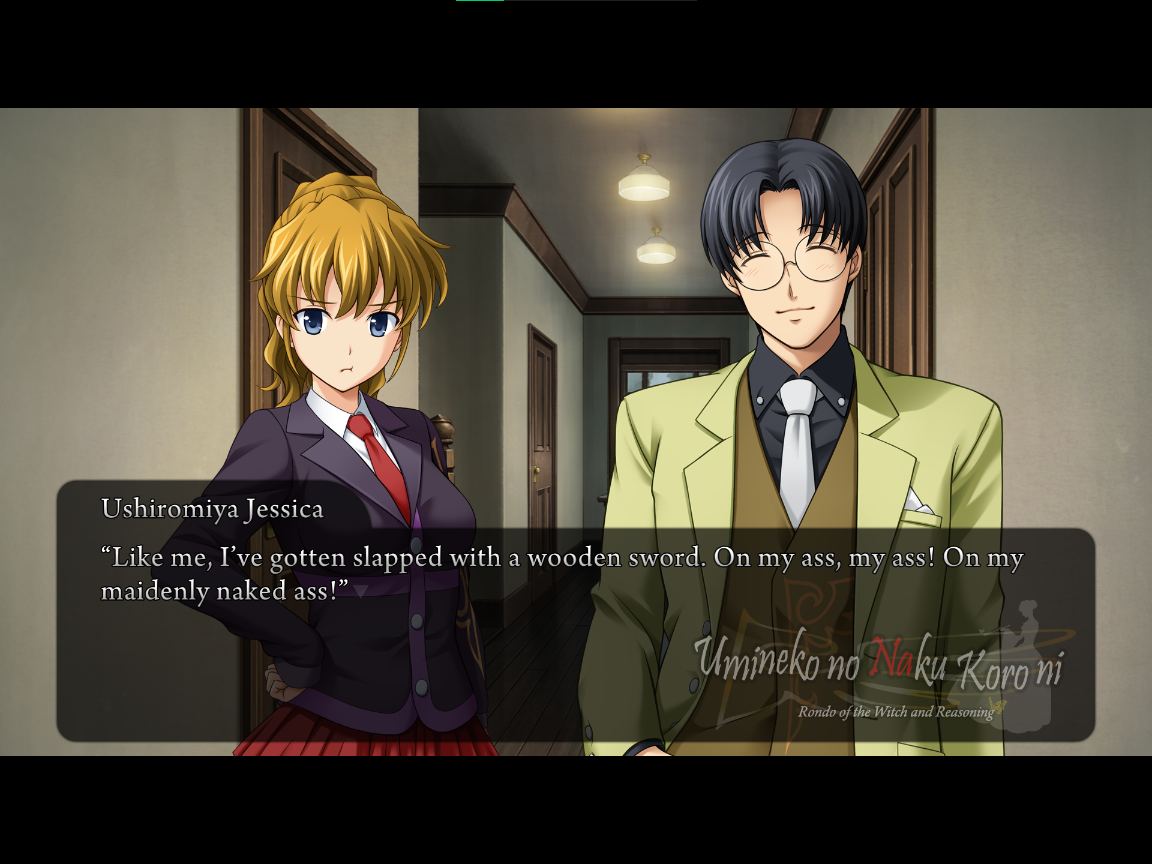 Ushiromiya Jessica
“Like me, I’ve gotten slapped with a wooden sword. On my ass, my ass! On my
maidenly naked ass!”
Umineko no Naku Koro ni
Rondo of the Witch and Reasoning